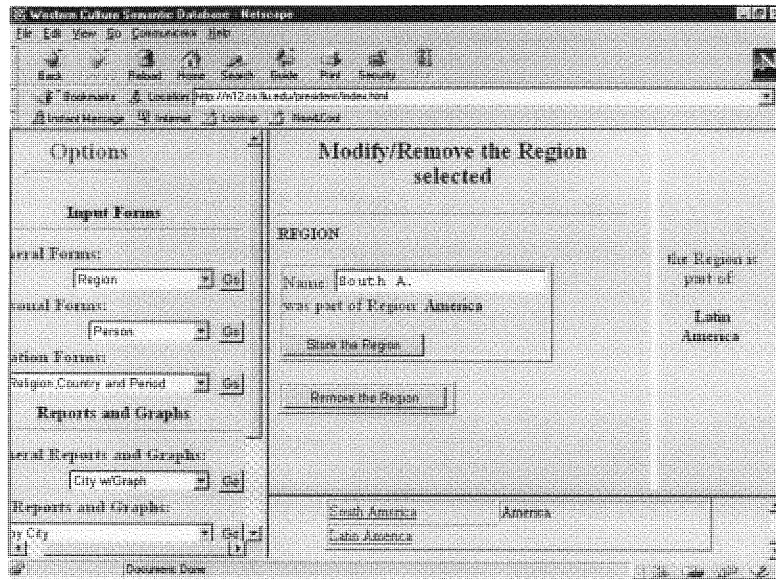 Western Culture Semantic Database - Netscape
File Edit View Go Communicator Help
Back Reload Home Search Guide Print Security
Bookmarks Location: http://n12.cs.fiu.edu/president/index.html
Instant Message Internet Lookup New&Cool
Options
Input Forms
eral Forms:
Region Go
sonal Forms:
Person Go
ation Forms:
Religion, Country and Period Go
Reports and Graphs
neral Reports and Graphs:
City w/Graph Go
Reports and Graphs:
by City Go
Modify/Remove the Region
selected
REGION
Name South A.
was part of Region: America
Store the Region
Remove the Region
the Region is
part of:
Latin
America
South America America
Latin America
Document: Done